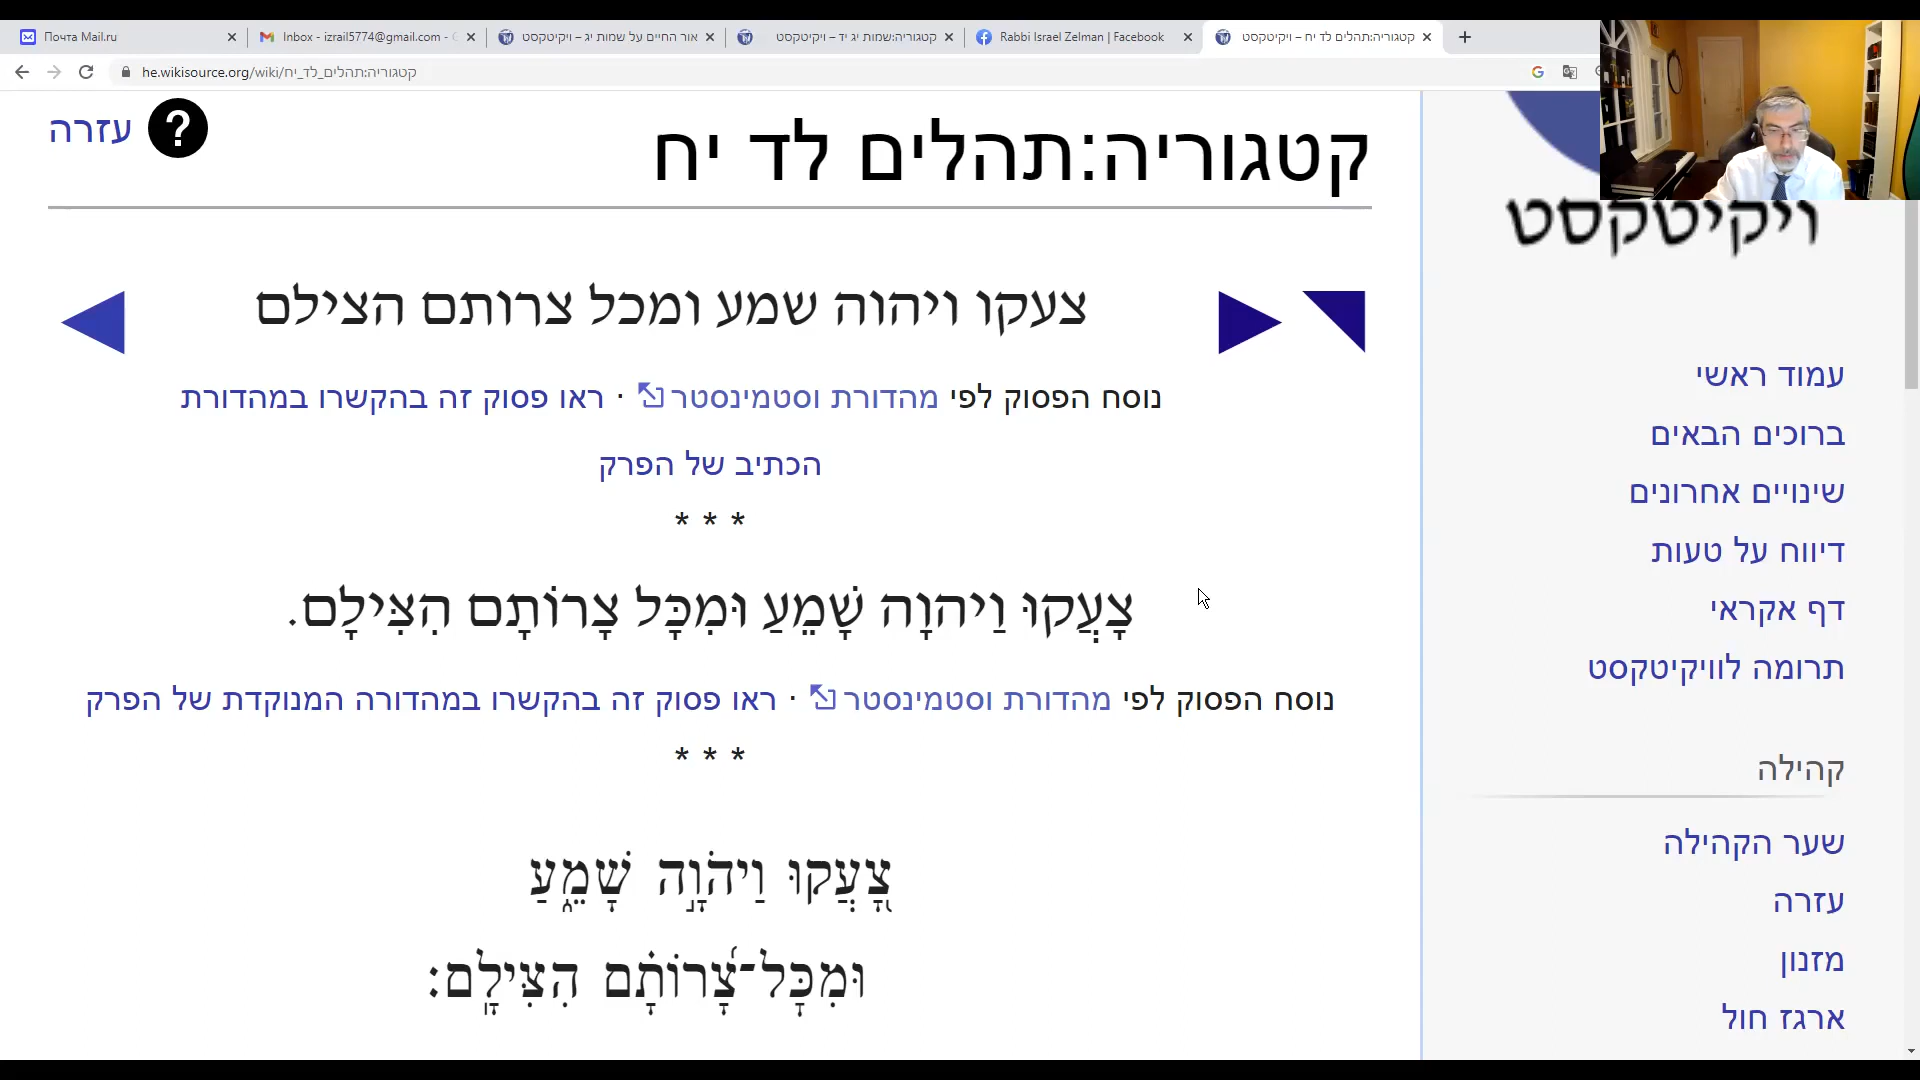 Почта Mail.ru
Inbox - izrail5774@gmail.com - G
אור החיים על שמות יג – ויקיטקסט
קטגוריה:שמות יג יד – ויקיטקסט
Rabbi Israel Zelman | Facebook
קטגוריה:תהלים לד יח – ויקיטקסט
he.wikisource.org/wiki/קטגוריה:תהלים_לד_יח
עזרה
קטגוריה:תהלים לד יח
צעקו ויהוה שמע ומכל צרותם הצילם
נוסח הפסוק לפי מהדורת וסטמינסטר · ראו פסוק זה בהקשרו במהדורת
הכתיב של הפרק
* * *
צָעֲקוּ וַיהוָה שָׁמֵעַ וּמִכָּל צָרוֹתָם הִצִּילָם.
נוסח הפסוק לפי מהדורת וסטמינסטר · ראו פסוק זה בהקשרו במהדורה המנוקדת של הפרק
* * *
צָ֭עֲקוּ וַיהֹוָ֣ה שָׁמֵ֑עַ
וּמִכׇּל־צָ֝רוֹתָ֗ם הִצִּילָֽם׃
ויקיטקסט
עמוד ראשי
ברוכים הבאים
שינויים אחרונים
דיווח על טעות
דף אקראי
תרומה לוויקיטקסט
קהילה
שער הקהילה
עזרה
מזנון
ארגז חול